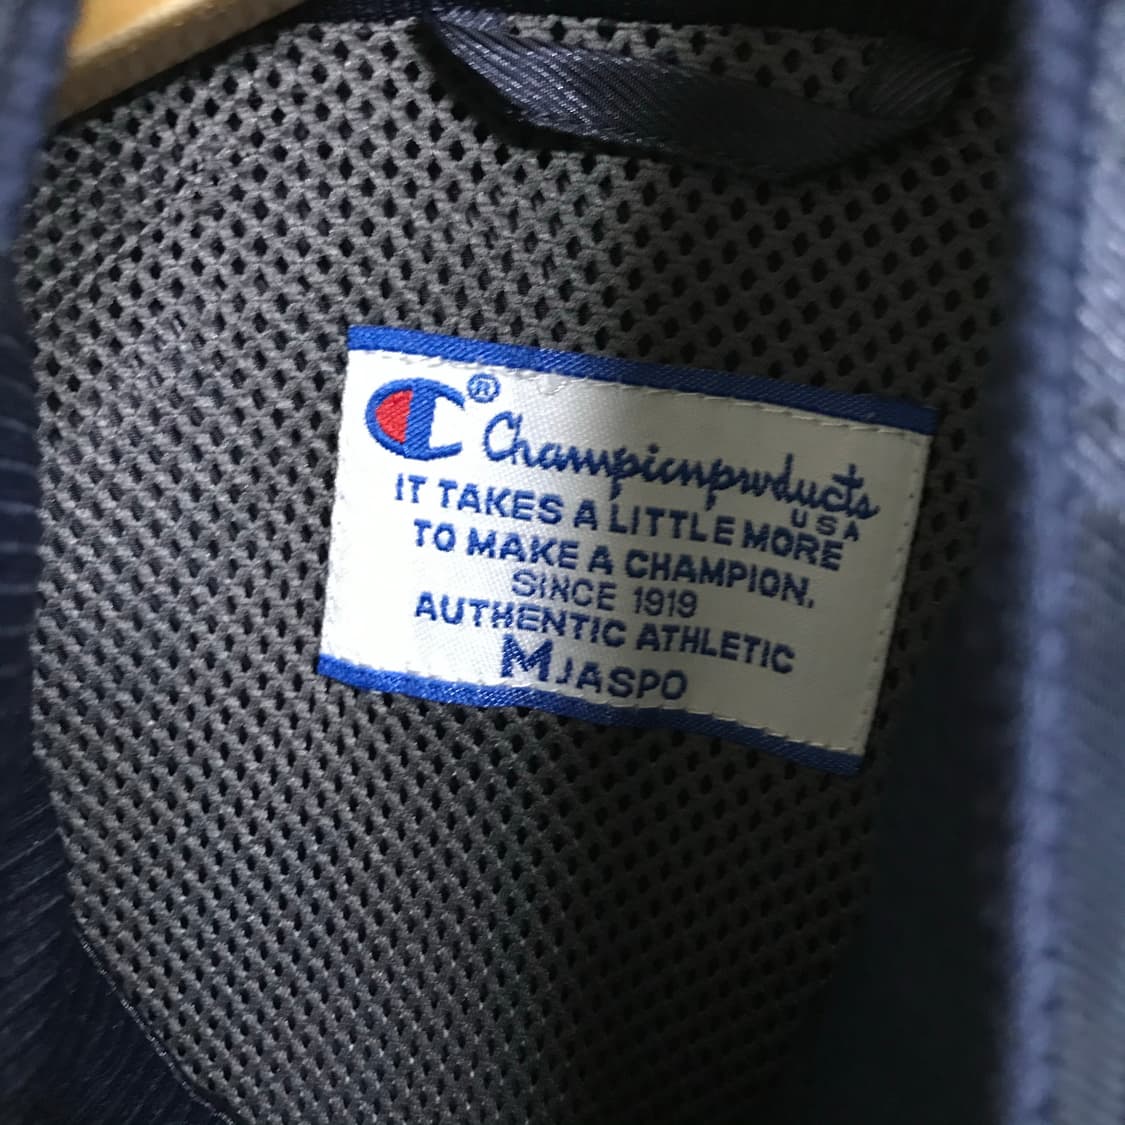 C® Championproducts
USA
IT TAKES A LITTLE MORE
TO MAKE A CHAMPION.
SINCE 1919
AUTHENTIC ATHLETIC
M JASPO